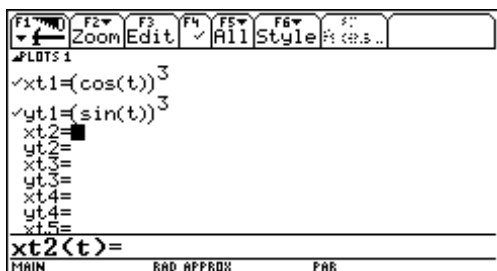 F1 F2 F3 F4 F5 F6
Zoom Edit ✓ All Style
PLOTS 1
✓xt1=(cos(t))³
✓yt1=(sin(t))³
xt2=
yt2=
xt3=
yt3=
xt4=
yt4=
xt5=
xt2(t)=
MAIN RAD APPROX PAR